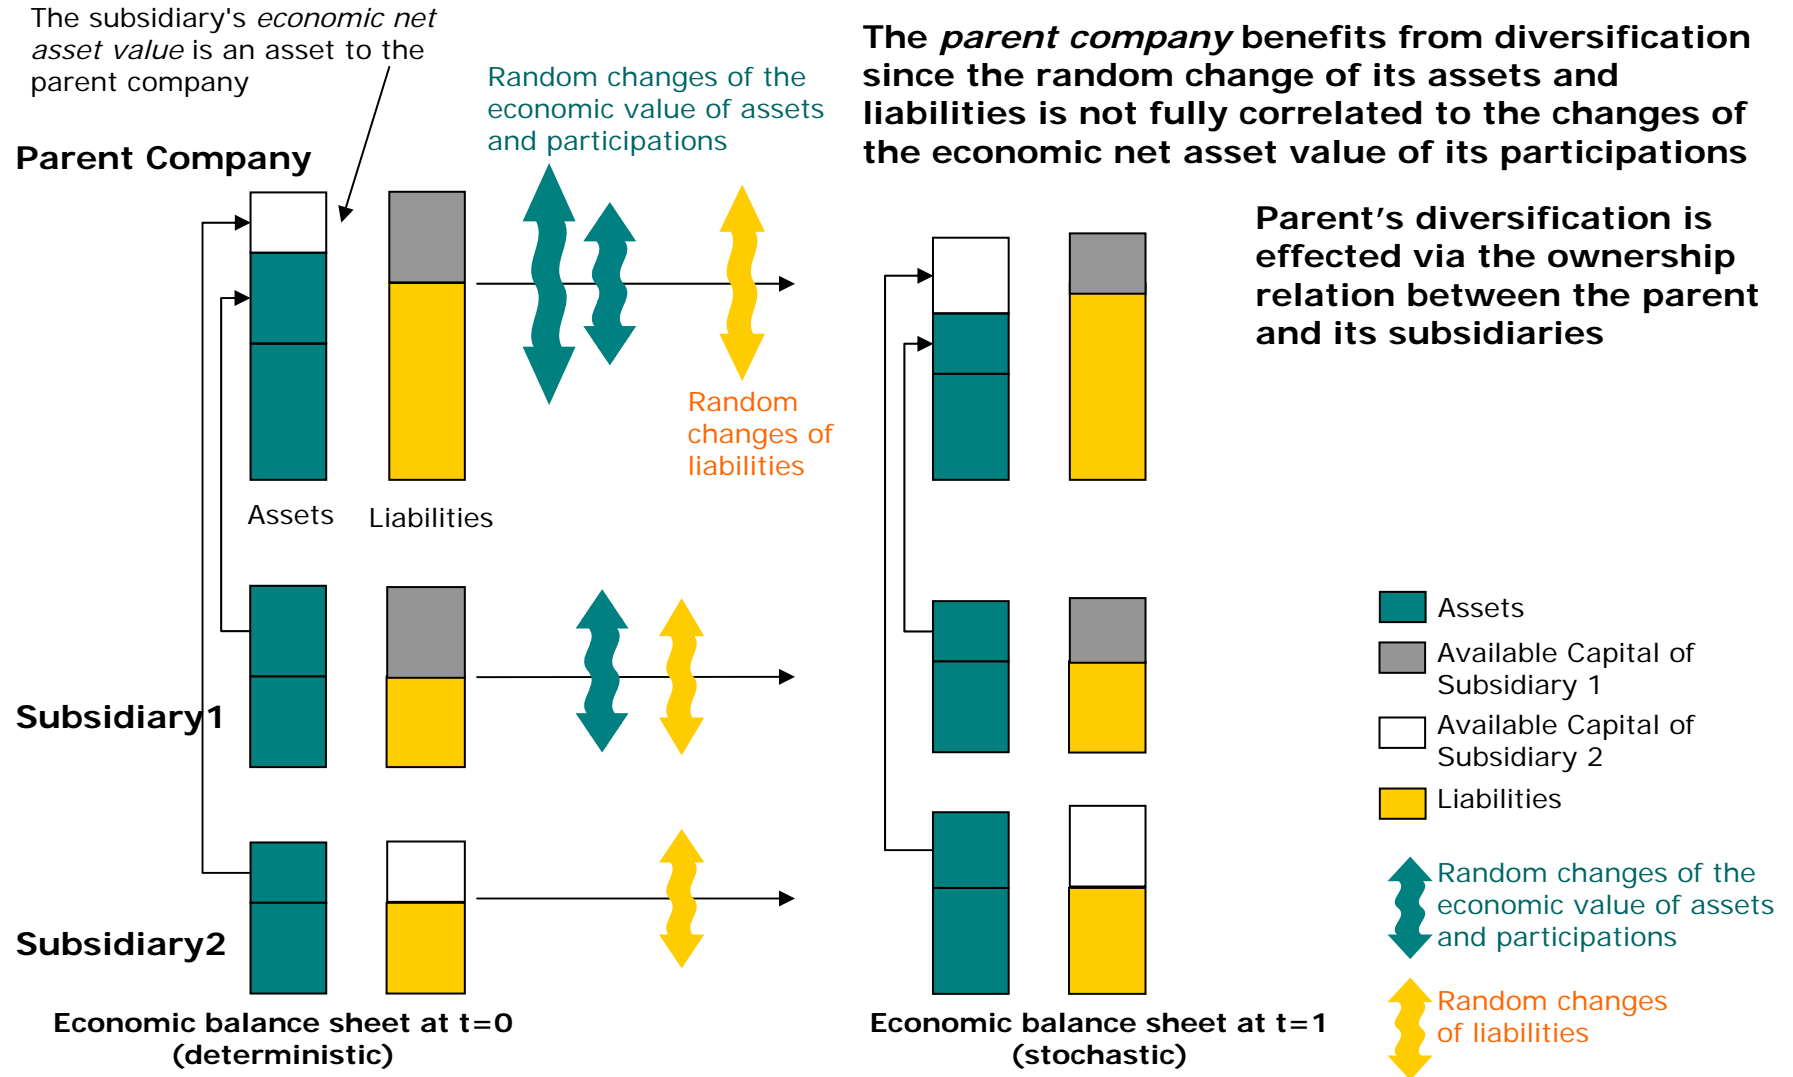 The subsidiary's economic net
asset value is an asset to the
parent company
Random changes of the
economic value of assets
and participations
The parent company benefits from diversification
since the random change of its assets and
liabilities is not fully correlated to the changes of
the economic net asset value of its participations
Parent Company
Parent's diversification is
effected via the ownership
relation between the parent
and its subsidiaries
Random
changes of
liabilities
Assets
Liabilities
Subsidiary1
Subsidiary2
Assets
Available Capital of
Subsidiary 1
Available Capital of
Subsidiary 2
Liabilities
Random changes of the
economic value of assets
and participations
Random changes
of liabilities
Economic balance sheet at t=0
(deterministic)
Economic balance sheet at t=1
(stochastic)